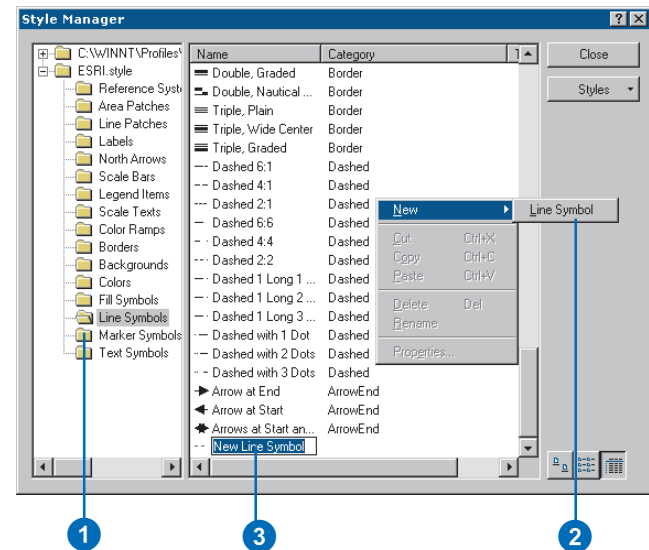 Style Manager
C:\WINNT\Profiles\
ESRI.style
Reference Syst
Area Patches
Line Patches
Labels
North Arrows
Scale Bars
Legend Items
Scale Texts
Color Ramps
Borders
Backgrounds
Colors
Fill Symbols
Line Symbols
Marker Symbols
Text Symbols
Name Category
Double, Graded Border
Double, Nautical ... Border
Triple, Plain Border
Triple, Wide Center Border
Triple, Graded Border
Dashed 6:1 Dashed
Dashed 4:1 Dashed
Dashed 2:1 Dashed
Dashed 6:6 Dashed
Dashed 4:4 Dashed
Dashed 2:2 Dashed
Dashed 1 Long 1 ... Dashed
Dashed 1 Long 2 ... Dashed
Dashed 1 Long 3 ... Dashed
Dashed with 1 Dot Dashed
Dashed with 2 Dots Dashed
Dashed with 3 Dots Dashed
Arrow at End ArrowEnd
Arrow at Start ArrowEnd
Arrows at Start an... ArrowEnd
New Line Symbol
New
Cut Ctrl+X
Copy Ctrl+C
Paste Ctrl+V
Delete Del
Rename
Properties...
Line Symbol
Close
Styles
1 3 2